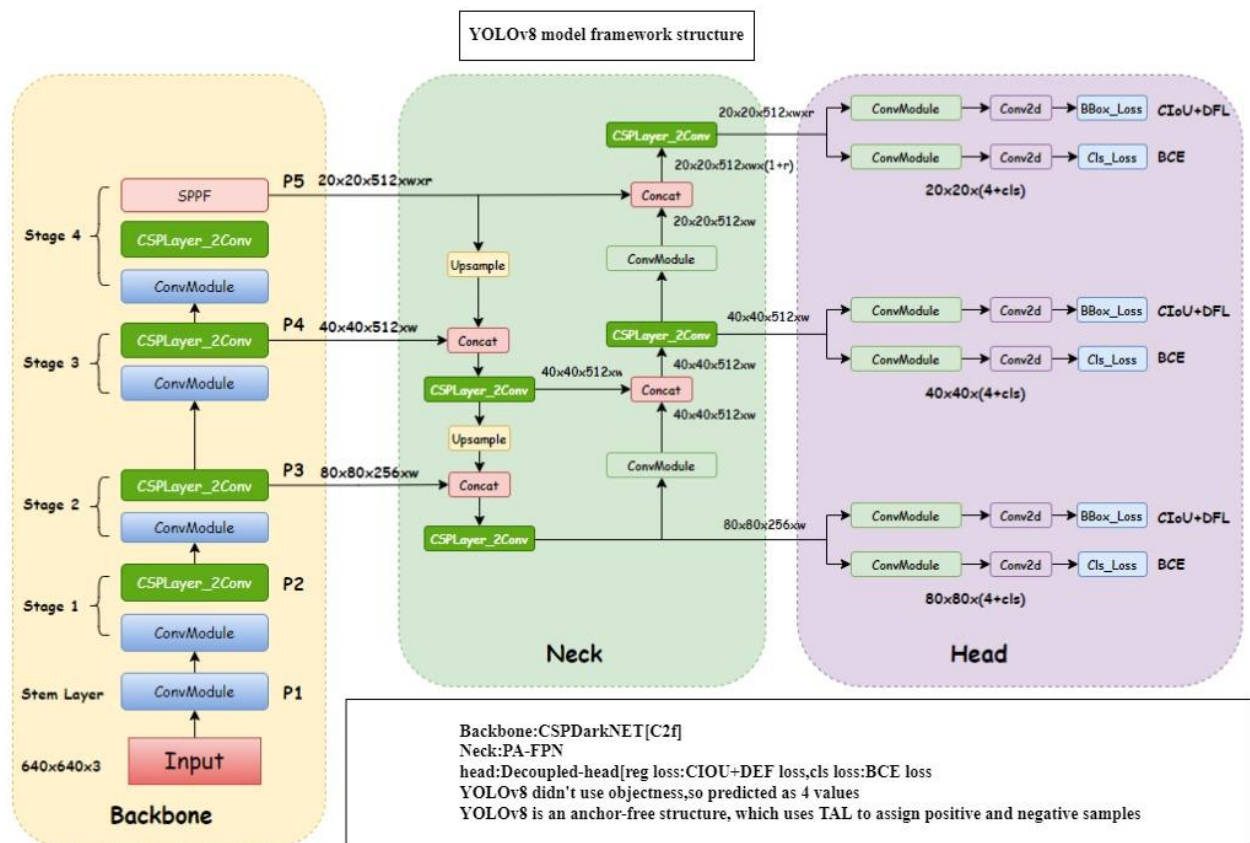 YOLOv8 model framework structure
Stage 4
SPPF
P5
20x20x512xwxr
CSPLayer_2Conv
ConvModule
Stage 3
CSPLayer_2Conv
P4
40x40x512xw
ConvModule
Stage 2
CSPLayer_2Conv
P3
80x80x256xw
ConvModule
Stage 1
CSPLayer_2Conv
P2
ConvModule
Stem Layer
ConvModule
P1
640x640x3
Input
Backbone
Upsample
Concat
CSPLayer_2Conv
40x40x512xw
Upsample
Concat
CSPLayer_2Conv
CSPLayer_2Conv
20x20x512xwxr
20x20x512xwx(1+r)
Concat
20x20x512xw
ConvModule
CSPLayer_2Conv
40x40x512xw
40x40x512xw
Concat
40x40x512xw
ConvModule
80x80x256xw
Neck
ConvModule
Conv2d
BBox_Loss
CIoU+DFL
ConvModule
Conv2d
Cls_Loss
BCE
20x20x(4+cls)
ConvModule
Conv2d
BBox_Loss
CIoU+DFL
ConvModule
Conv2d
Cls_Loss
BCE
40x40x(4+cls)
ConvModule
Conv2d
BBox_Loss
CIoU+DFL
ConvModule
Conv2d
Cls_Loss
BCE
80x80x(4+cls)
Head
Backbone:CSPDarkNET[C2f]
Neck:PA-FPN
head:Decoupled-head[reg loss:CIOU+DEF loss,cls loss:BCE loss
YOLOv8 didn't use objectness,so predicted as 4 values
YOLOv8 is an anchor-free structure, which uses TAL to assign positive and negative samples